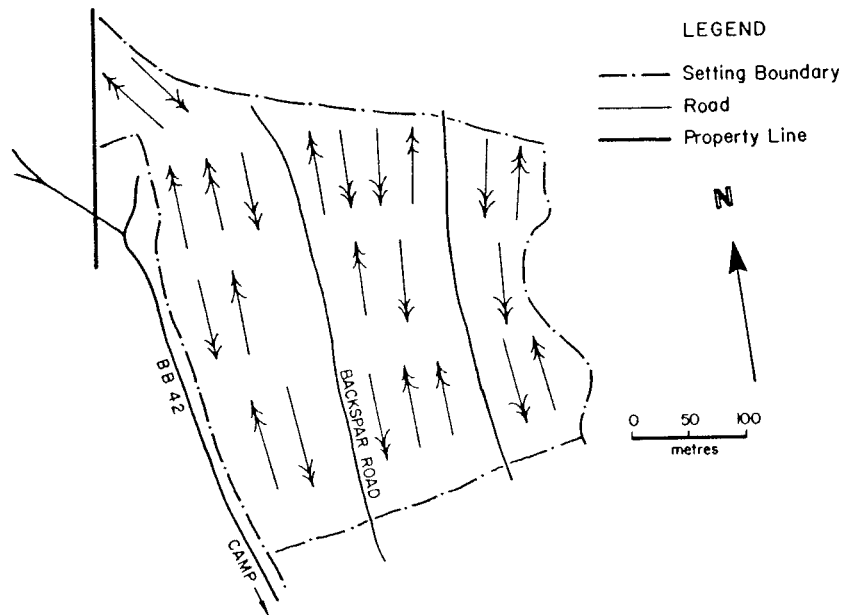 LEGEND
Setting Boundary
Road
Property Line
N
BB 42
BACKSPAR ROAD
0 50 100
metres
CAMP